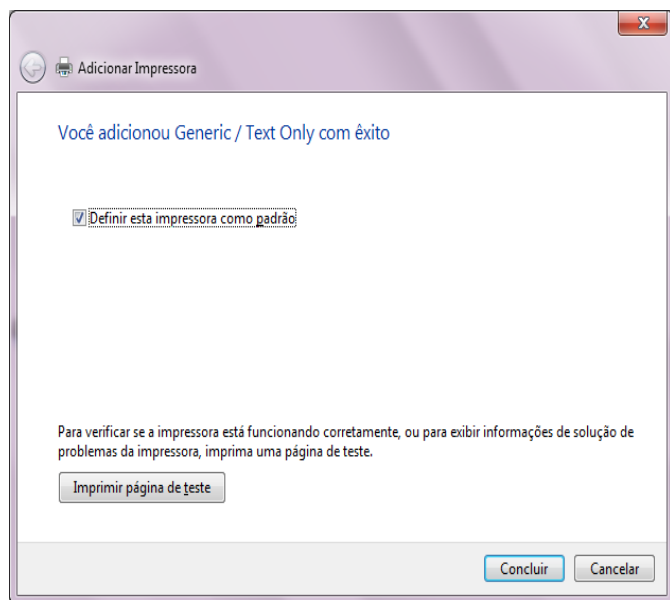 Adicionar Impressora
Você adicionou Generic / Text Only com êxito
Definir esta impressora como padrão
Para verificar se a impressora está funcionando corretamente, ou para exibir informações de solução de
problemas da impressora, imprima uma página de teste.
Imprimir página de teste
Concluir Cancelar